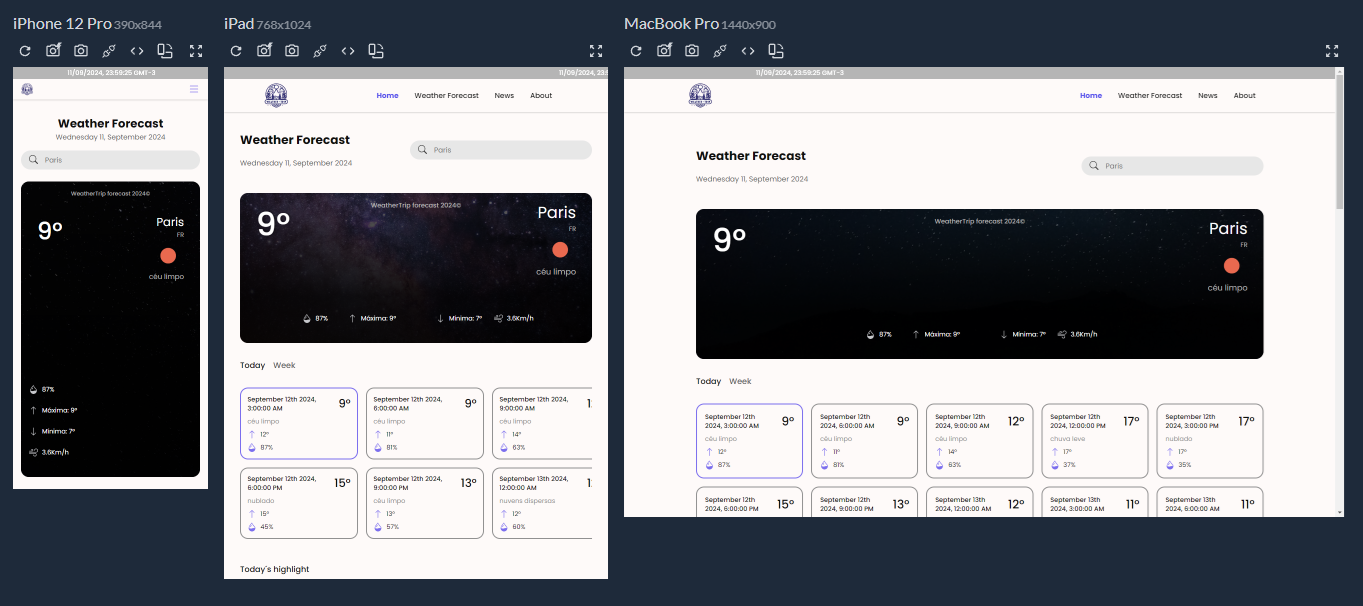 iPhone 12 Pro 390x844
11/09/2024, 23:59:25 GMT-3
Weather Forecast
Wednesday 11, September 2024
Paris
WeatherTrip forecast 2024©
9º
Paris
FR
céu limpo
87%
Máxima: 9º
Mínima: 7º
3.6Km/h
iPad 768x1024
11/09/2024, 23:5
Home Weather Forecast News About
Weather Forecast
Wednesday 11, September 2024
Paris
WeatherTrip forecast 2024©
9º
Paris
FR
céu limpo
87% Máxima: 9º Mínima: 7º 3.6Km/h
Today Week
September 12th 2024,
3:00:00 AM
9º
céu limpo
12º
87%
September 12th 2024,
6:00:00 AM
9º
céu limpo
11º
81%
September 12th 2024,
9:00:00 AM
céu limpo
14º
63%
September 12th 2024,
6:00:00 PM
15º
nublado
15º
45%
September 12th 2024,
9:00:00 PM
13º
céu limpo
13º
57%
September 13th 2024,
12:00:00 AM
nuvens dispersas
12º
60%
Today's highlight
MacBook Pro 1440x900
11/09/2024, 23:59:25 GMT-3
Home Weather Forecast News About
Weather Forecast
Wednesday 11, September 2024
Paris
WeatherTrip forecast 2024©
9º
Paris
FR
céu limpo
87% Máxima: 9º Mínima: 7º 3.6Km/h
Today Week
September 12th
2024, 3:00:00 AM
9º
céu limpo
12º
87%
September 12th
2024, 6:00:00 AM
9º
céu limpo
11º
81%
September 12th
2024, 9:00:00 AM
12º
céu limpo
14º
63%
September 12th
2024, 12:00:00 PM
17º
chuva leve
17º
37%
September 12th
2024, 3:00:00 PM
17º
nublado
17º
35%
September 12th
2024, 6:00:00 PM
15º
September 12th
2024, 9:00:00 PM
13º
September 13th
2024, 12:00:00 AM
12º
September 13th
2024, 3:00:00 AM
11º
September 13th
2024, 6:00:00 AM
11º